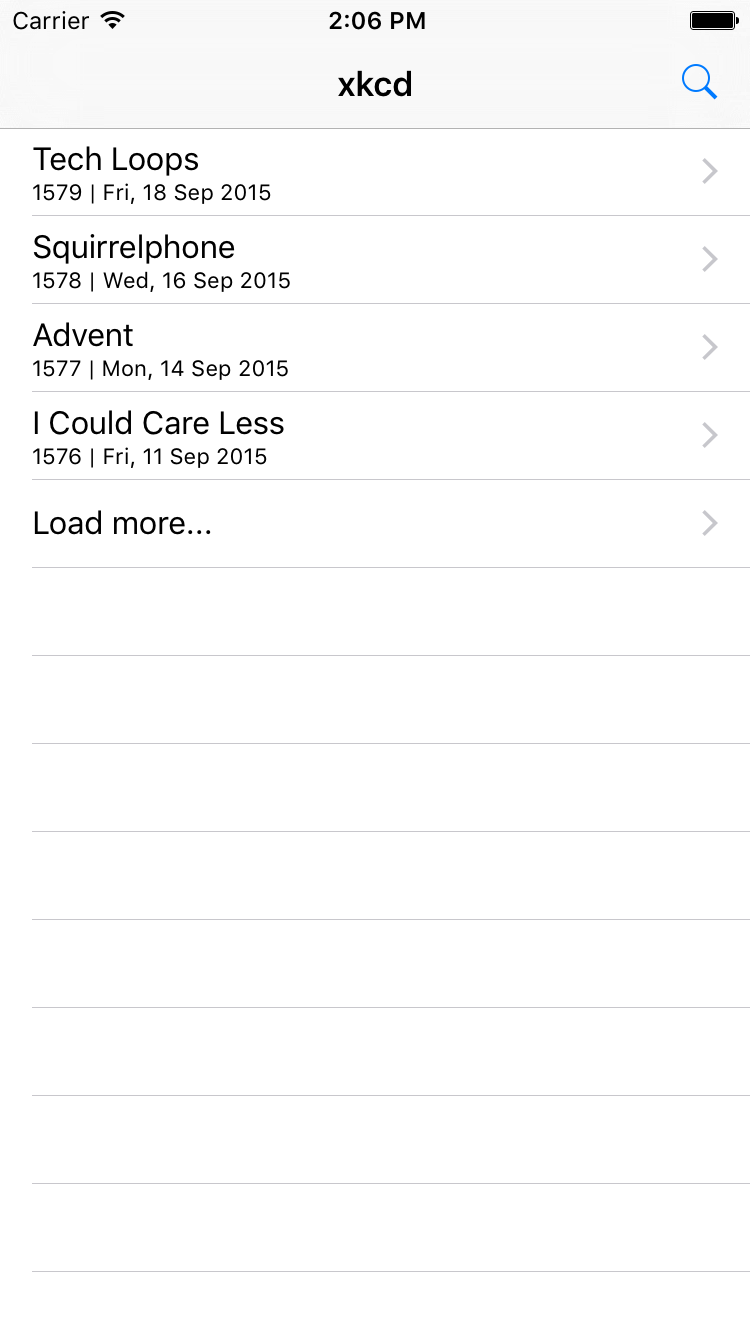 Carrier 2:06 PM
xkcd
Tech Loops
1579 | Fri, 18 Sep 2015
Squirrelphone
1578 | Wed, 16 Sep 2015
Advent
1577 | Mon, 14 Sep 2015
I Could Care Less
1576 | Fri, 11 Sep 2015
Load more...